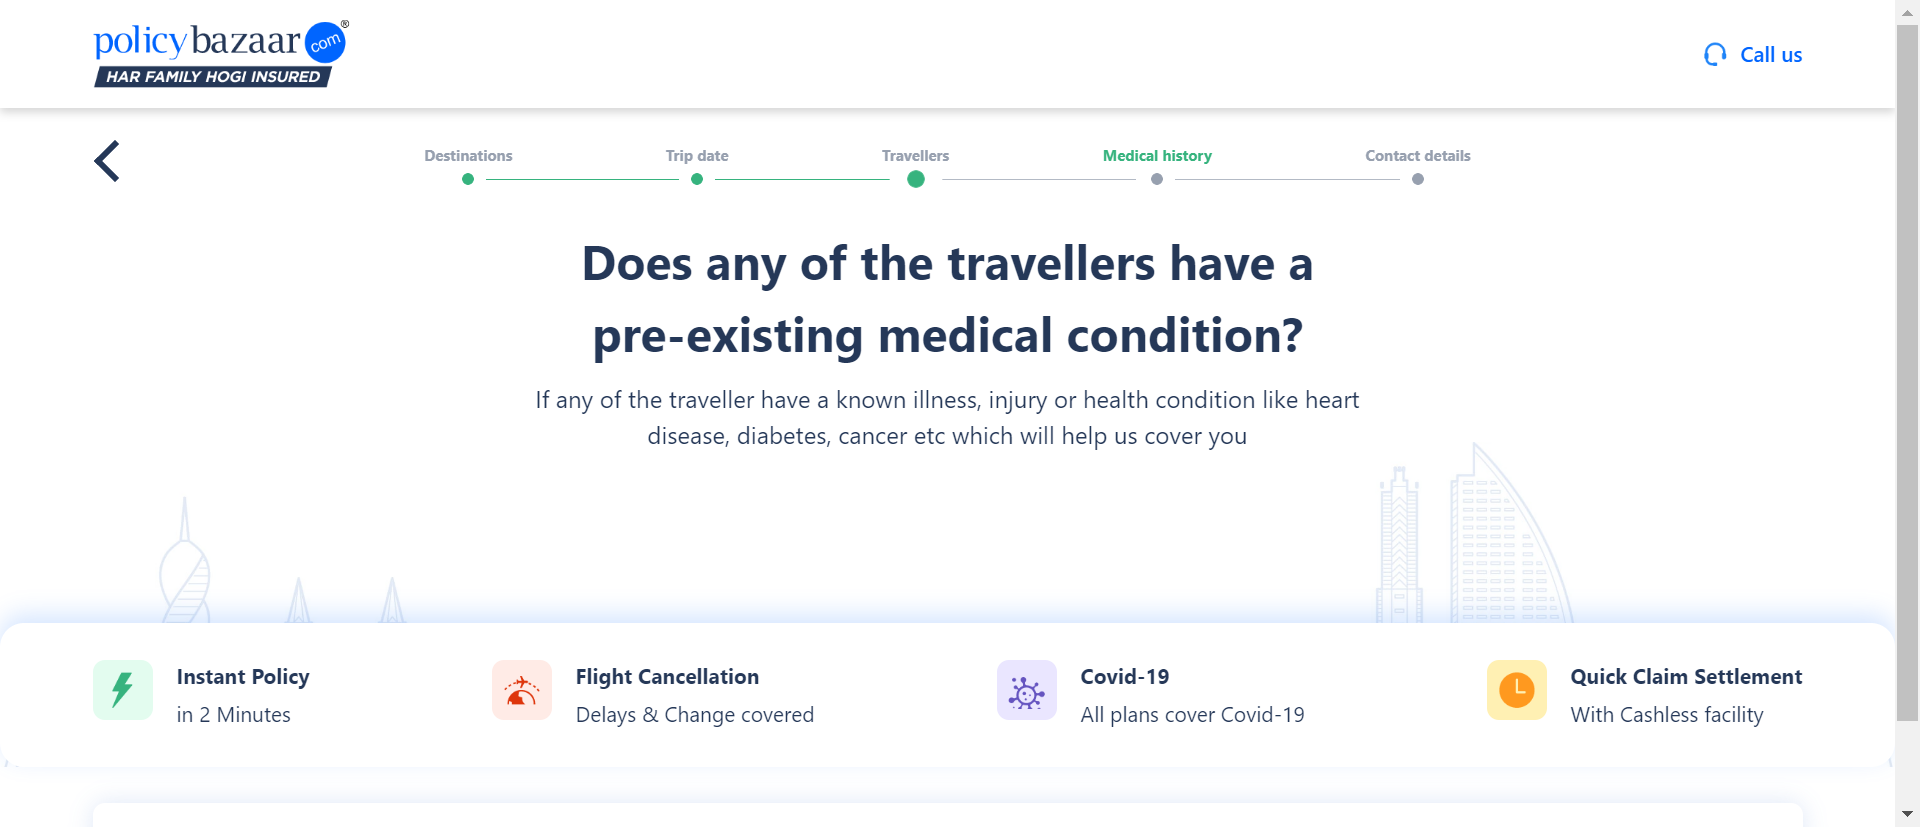 policybazaar com ®
HAR FAMILY HOGI INSURED
Call us
Destinations
Trip date
Travellers
Medical history
Contact details
Does any of the travellers have a
pre-existing medical condition?
If any of the traveller have a known illness, injury or health condition like heart
disease, diabetes, cancer etc which will help us cover you
Instant Policy
in 2 Minutes
Flight Cancellation
Delays & Change covered
Covid-19
All plans cover Covid-19
Quick Claim Settlement
With Cashless facility